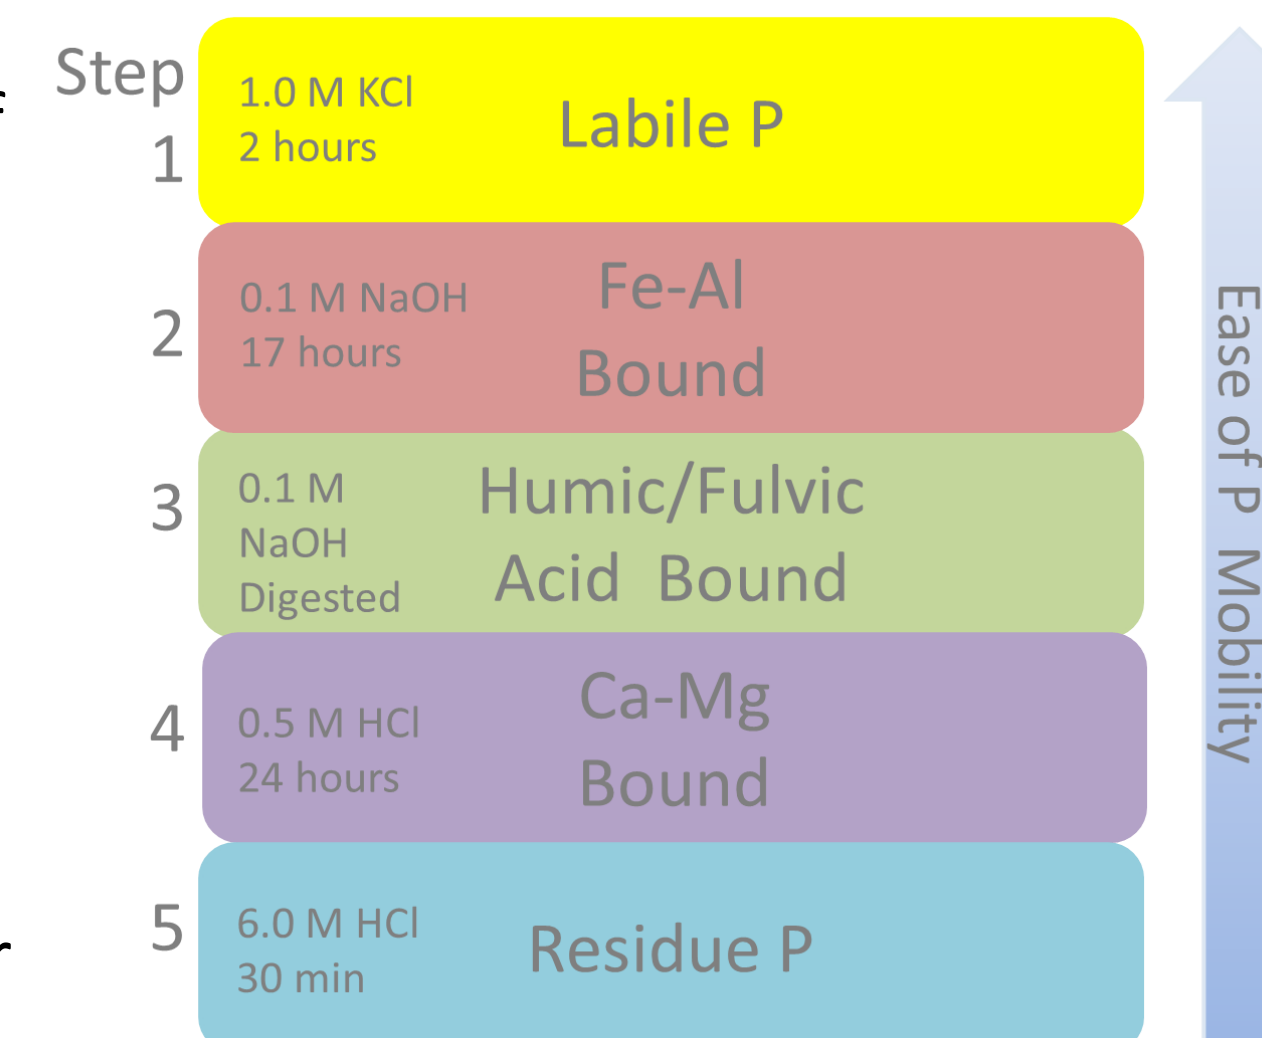 Step
1
1.0 M KCl
2 hours
Labile P
2
0.1 M NaOH
17 hours
Fe-Al
Bound
3
0.1 M
NaOH
Digested
Humic/Fulvic
Acid Bound
4
0.5 M HCl
24 hours
Ca-Mg
Bound
5
6.0 M HCl
30 min
Residue P
Ease of P Mobility